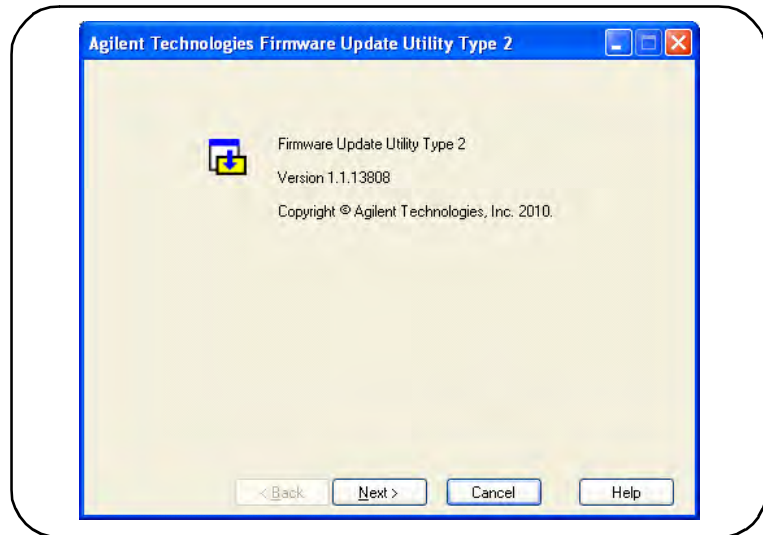 Agilent Technologies Firmware Update Utility Type 2
Firmware Update Utility Type 2
Version 1.1.13808
Copyright © Agilent Technologies, Inc. 2010.
< Back
Next >
Cancel
Help